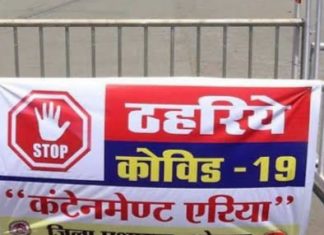 ठहरिये
STOP
कोविड - 19
“कंटेनमेण्ट एरिया”
जिला